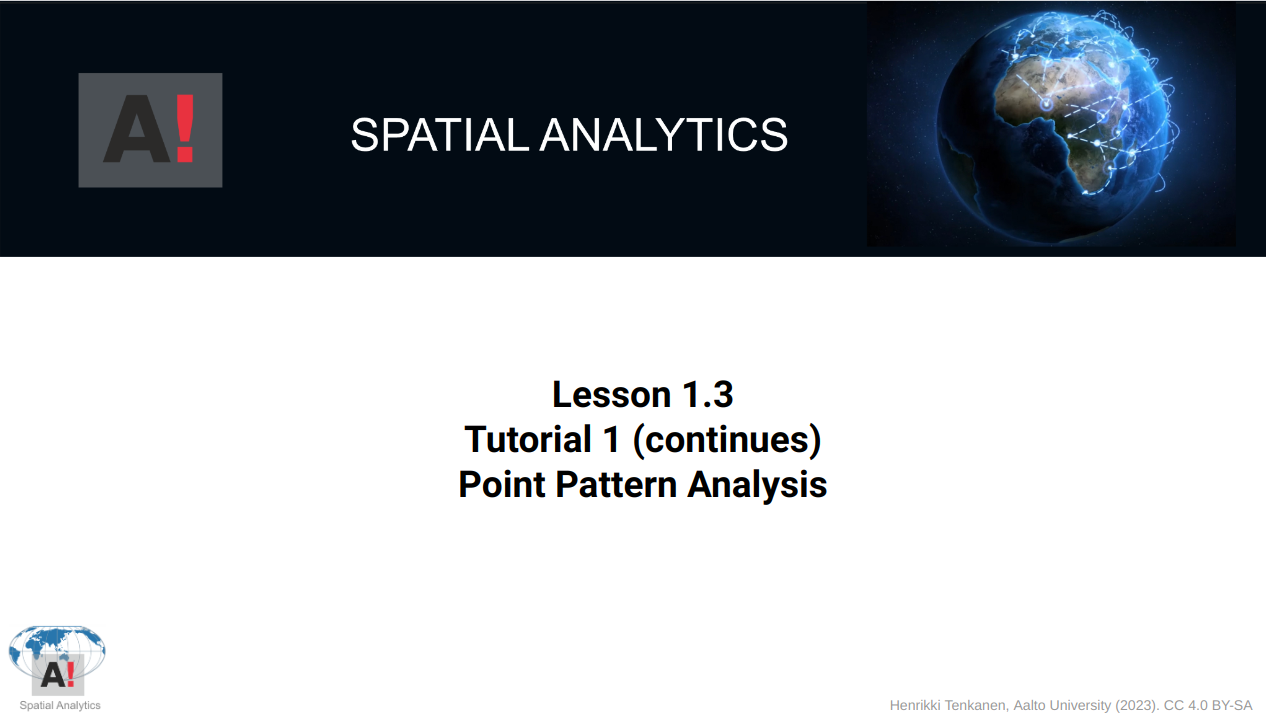 A!
SPATIAL ANALYTICS
Lesson 1.3
Tutorial 1 (continues)
Point Pattern Analysis
A!
Spatial Analytics
Henrikki Tenkanen, Aalto University (2023). CC 4.0 BY-SA